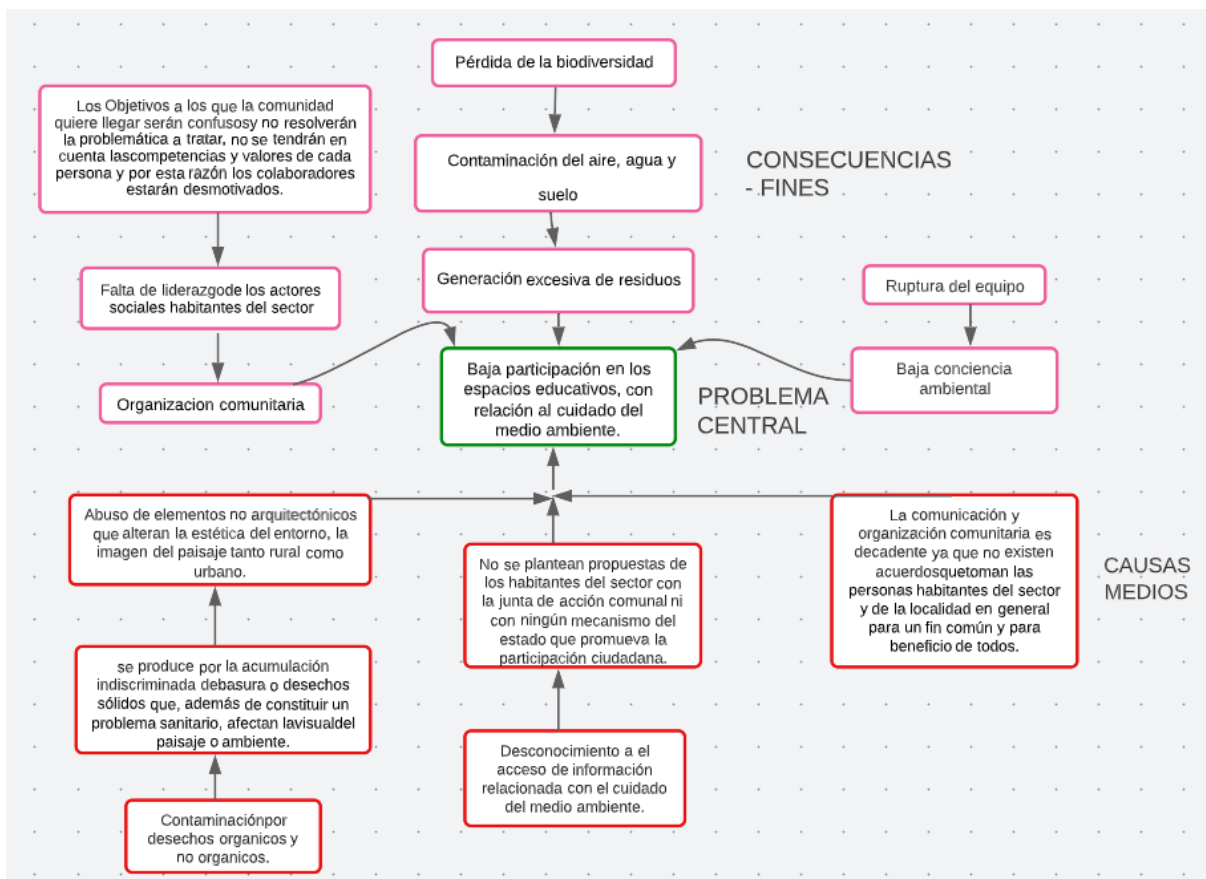 Pérdida de la biodiversidad
Los Objetivos a los que la comunidad
quiere llegar serán confusosy no resolverán
la problemática a tratar, no se tendrán en
cuenta lascompetencias y valores de cada
persona y por esta razón los colaboradores
estarán desmotivados.
Contaminación del aire, agua y
suelo
CONSECUENCIAS
- FINES
Falta de liderazgode los actores
sociales habitantes del sector
Generación excesiva de residuos
Ruptura del equipo
Organizacion comunitaria
Baja participación en los
espacios educativos, con
relación al cuidado del
medio ambiente.
PROBLEMA
CENTRAL
Baja conciencia
ambiental
Abuso de elementos no arquitectónicos
que alteran la estética del entorno, la
imagen del paisaje tanto rural como
urbano.
No se plantean propuestas de
los habitantes del sector con
la junta de acción comunal ni
con ningún mecanismo del
estado que promueva la
participación ciudadana.
La comunicación y
organización comunitaria es
decadente ya que no existen
acuerdosquetoman las
personas habitantes del sector
y de la localidad en general
para un fin común y para
beneficio de todos.
CAUSAS
MEDIOS
se produce por la acumulación
indiscriminada debasura o desechos
sólidos que, además de constituir un
problema sanitario, afectan lavisualdel
paisaje o ambiente.
Desconocimiento a el
acceso de información
relacionada con el cuidado
del medio ambiente.
Contaminaciónpor
desechos organicos y
no organicos.